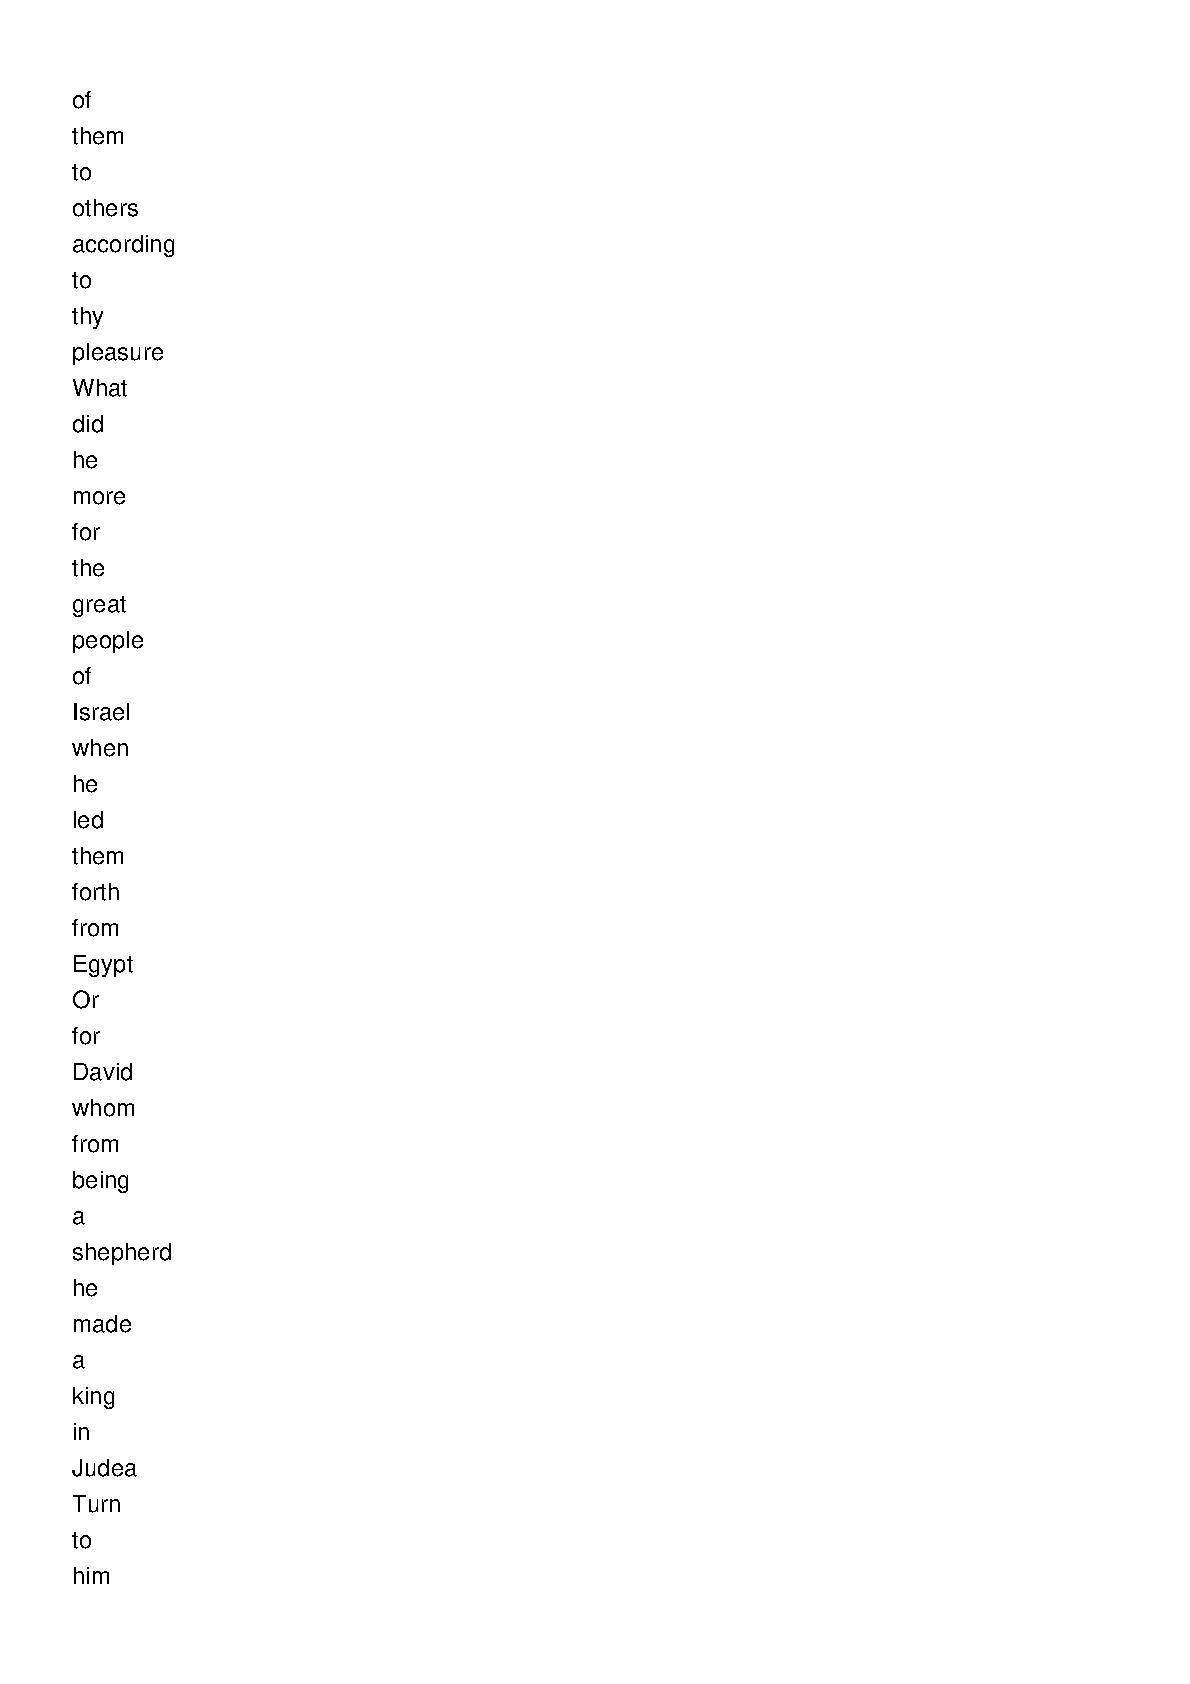 of
them
to
others
according
to
thy
pleasure
What
did
he
more
for
the
great
people
of
Israel
when
he
led
them
forth
from
Egypt
Or
for
David
whom
from
being
a
shepherd
he
made
a
king
in
Judea
Turn
to
him